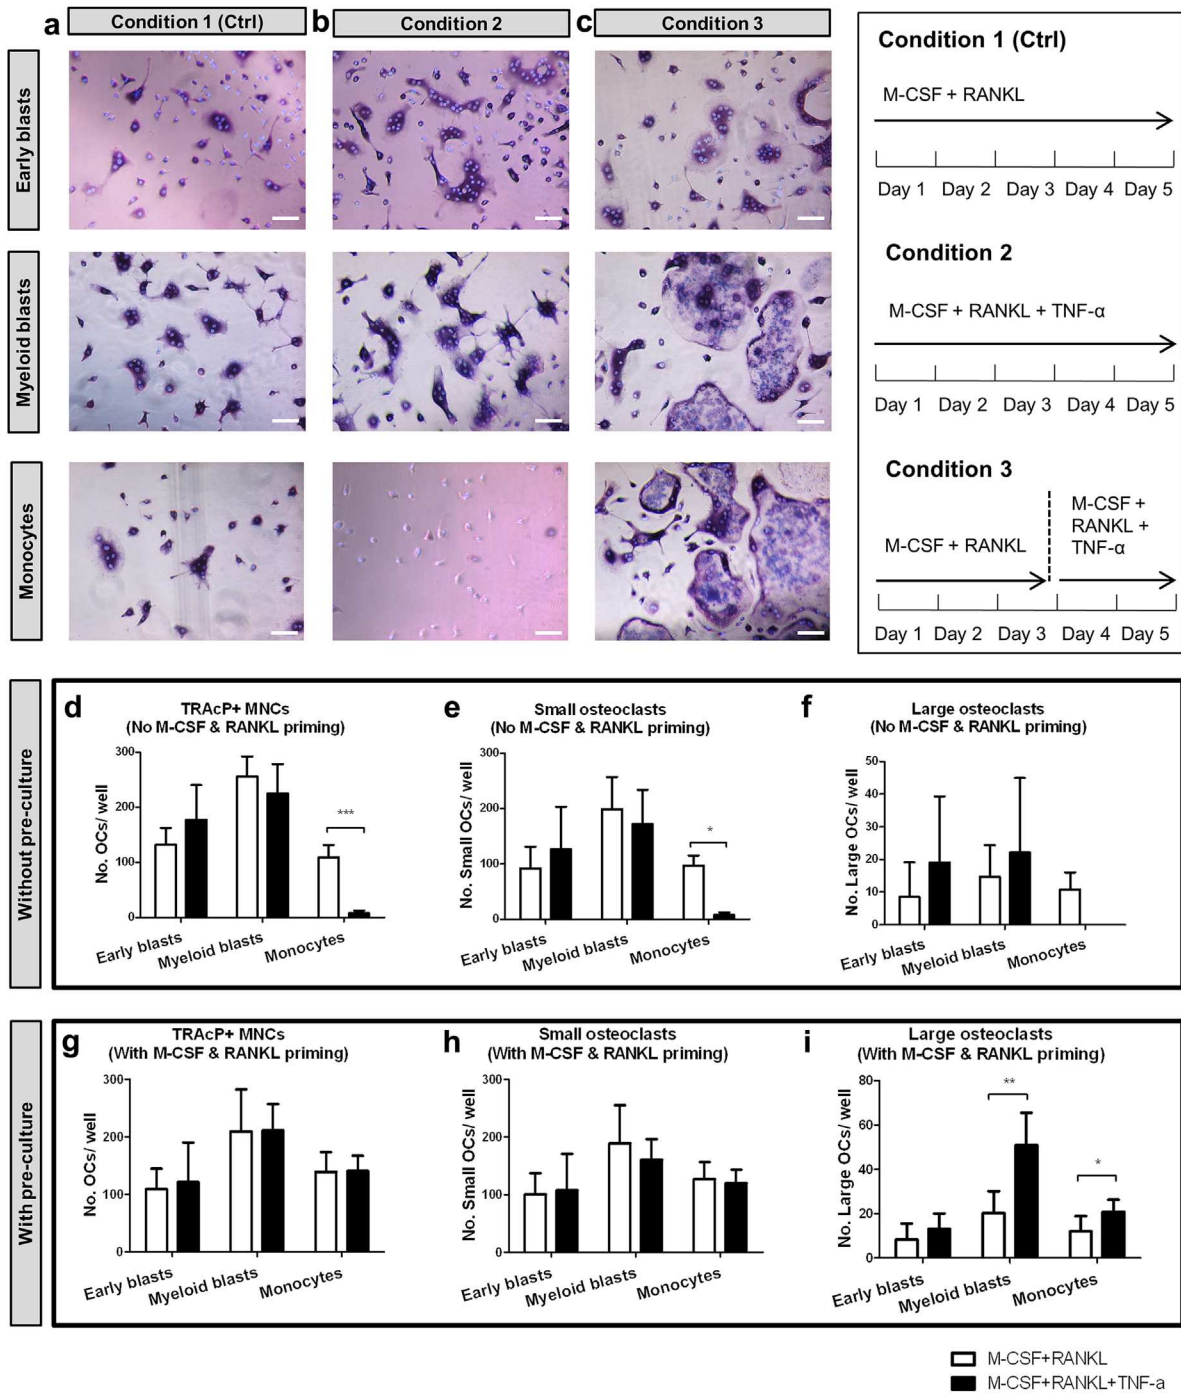 a
Condition 1 (Ctrl)
b
Condition 2
c
Condition 3
Early blasts
Myeloid blasts
Monocytes
Condition 1 (Ctrl)
M-CSF + RANKL
Day 1 Day 2 Day 3 Day 4 Day 5
Condition 2
M-CSF + RANKL + TNF-α
Day 1 Day 2 Day 3 Day 4 Day 5
Condition 3
M-CSF + RANKL
M-CSF +
RANKL +
TNF-α
Day 1 Day 2 Day 3 Day 4 Day 5
Without pre-culture
d
TRAcP+ MNCs
(No M-CSF & RANKL priming)
No. OCs/ well
300
200
100
0
***
Early blasts
Myeloid blasts
Monocytes
e
Small osteoclasts
(No M-CSF & RANKL priming)
No. Small OCs/ well
300
200
100
0
*
Early blasts
Myeloid blasts
Monocytes
f
Large osteoclasts
(No M-CSF & RANKL priming)
No. Large OCs/ well
50
40
30
20
10
0
Early blasts
Myeloid blasts
Monocytes
With pre-culture
g
TRAcP+ MNCs
(With M-CSF & RANKL priming)
No. OCs/ well
300
200
100
0
Early blasts
Myeloid blasts
Monocytes
h
Small osteoclasts
(With M-CSF & RANKL priming)
No. Small OCs/ well
300
200
100
0
Early blasts
Myeloid blasts
Monocytes
i
Large osteoclasts
(With M-CSF & RANKL priming)
No. Large OCs/ well
80
60
40
20
0
**
*
Early blasts
Myeloid blasts
Monocytes
M-CSF+RANKL
M-CSF+RANKL+TNF-a